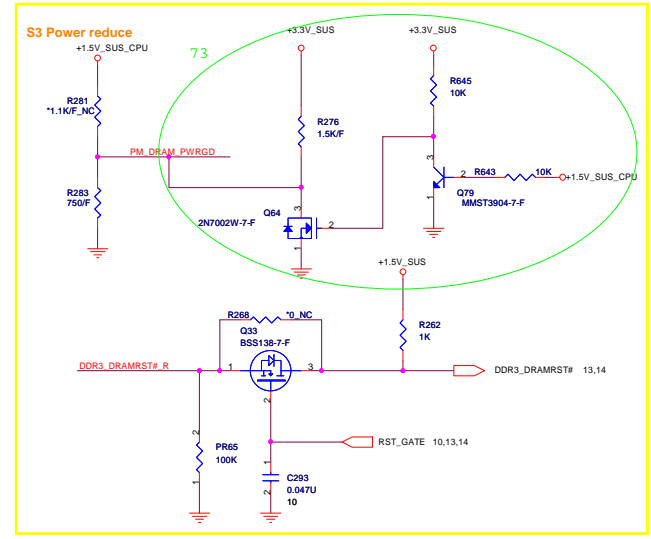 S3 Power reduce
+1.5V_SUS_CPU
73
+3.3V_SUS
+3.3V_SUS
R281
*1.1K/F_NC
R276
1.5K/F
R645
10K
PM_DRAM_PWRGD
3
2
R643
10K
+1.5V_SUS_CPU
1
Q79
MMST3904-7-F
R283
750/F
3
Q64
2N7002W-7-F
2
1
+1.5V_SUS
R268
*0_NC
Q33
BSS138-7-F
R262
1K
DDR3_DRAMRST#_R
1
3
DDR3_DRAMRST# 13,14
2
2
PR65
100K
1
RST_GATE 10,13,14
1
C293
0.047U
10
2